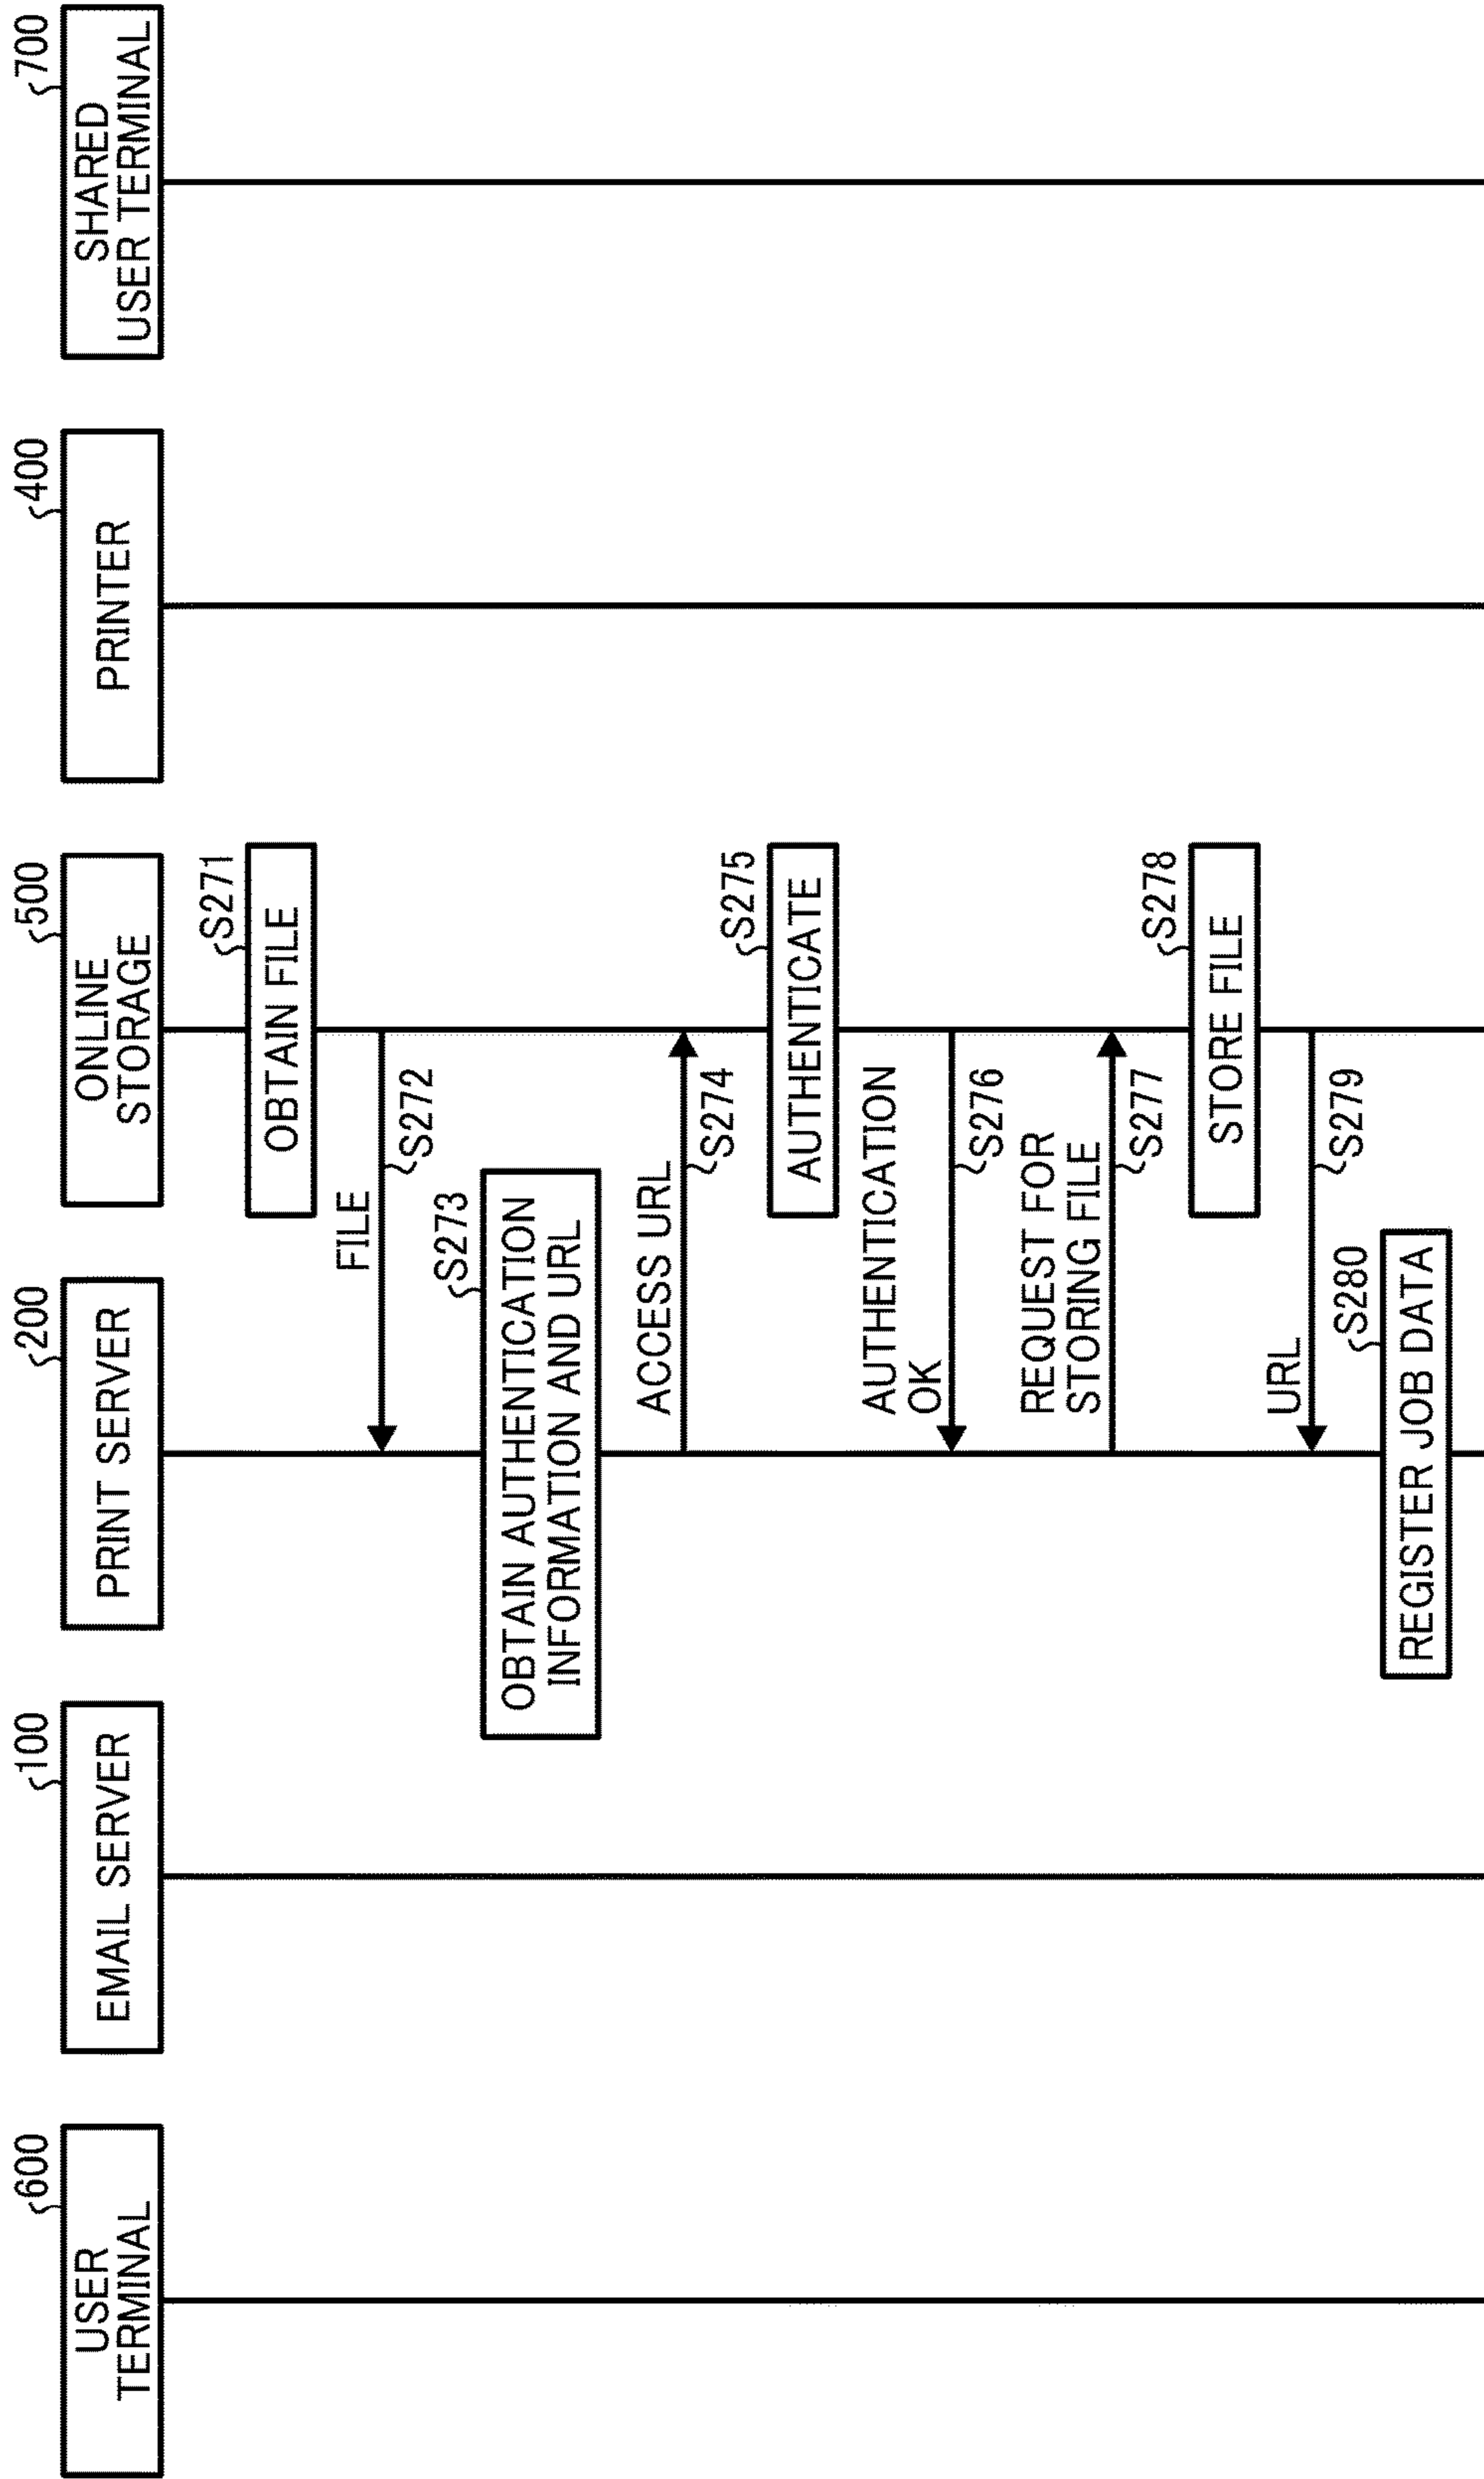 600
USER
TERMINAL
100
EMAIL SERVER
200
PRINT SERVER
500
ONLINE
STORAGE
400
PRINTER
700
SHARED
USER TERMINAL
S271
OBTAIN FILE
FILE
S272
S273
OBTAIN AUTHENTICATION
INFORMATION AND URL
ACCESS URL
S274
S275
AUTHENTICATE
AUTHENTICATION
OK
S276
REQUEST FOR
STORING FILE
S277
S278
STORE FILE
URL
S279
S280
REGISTER JOB DATA